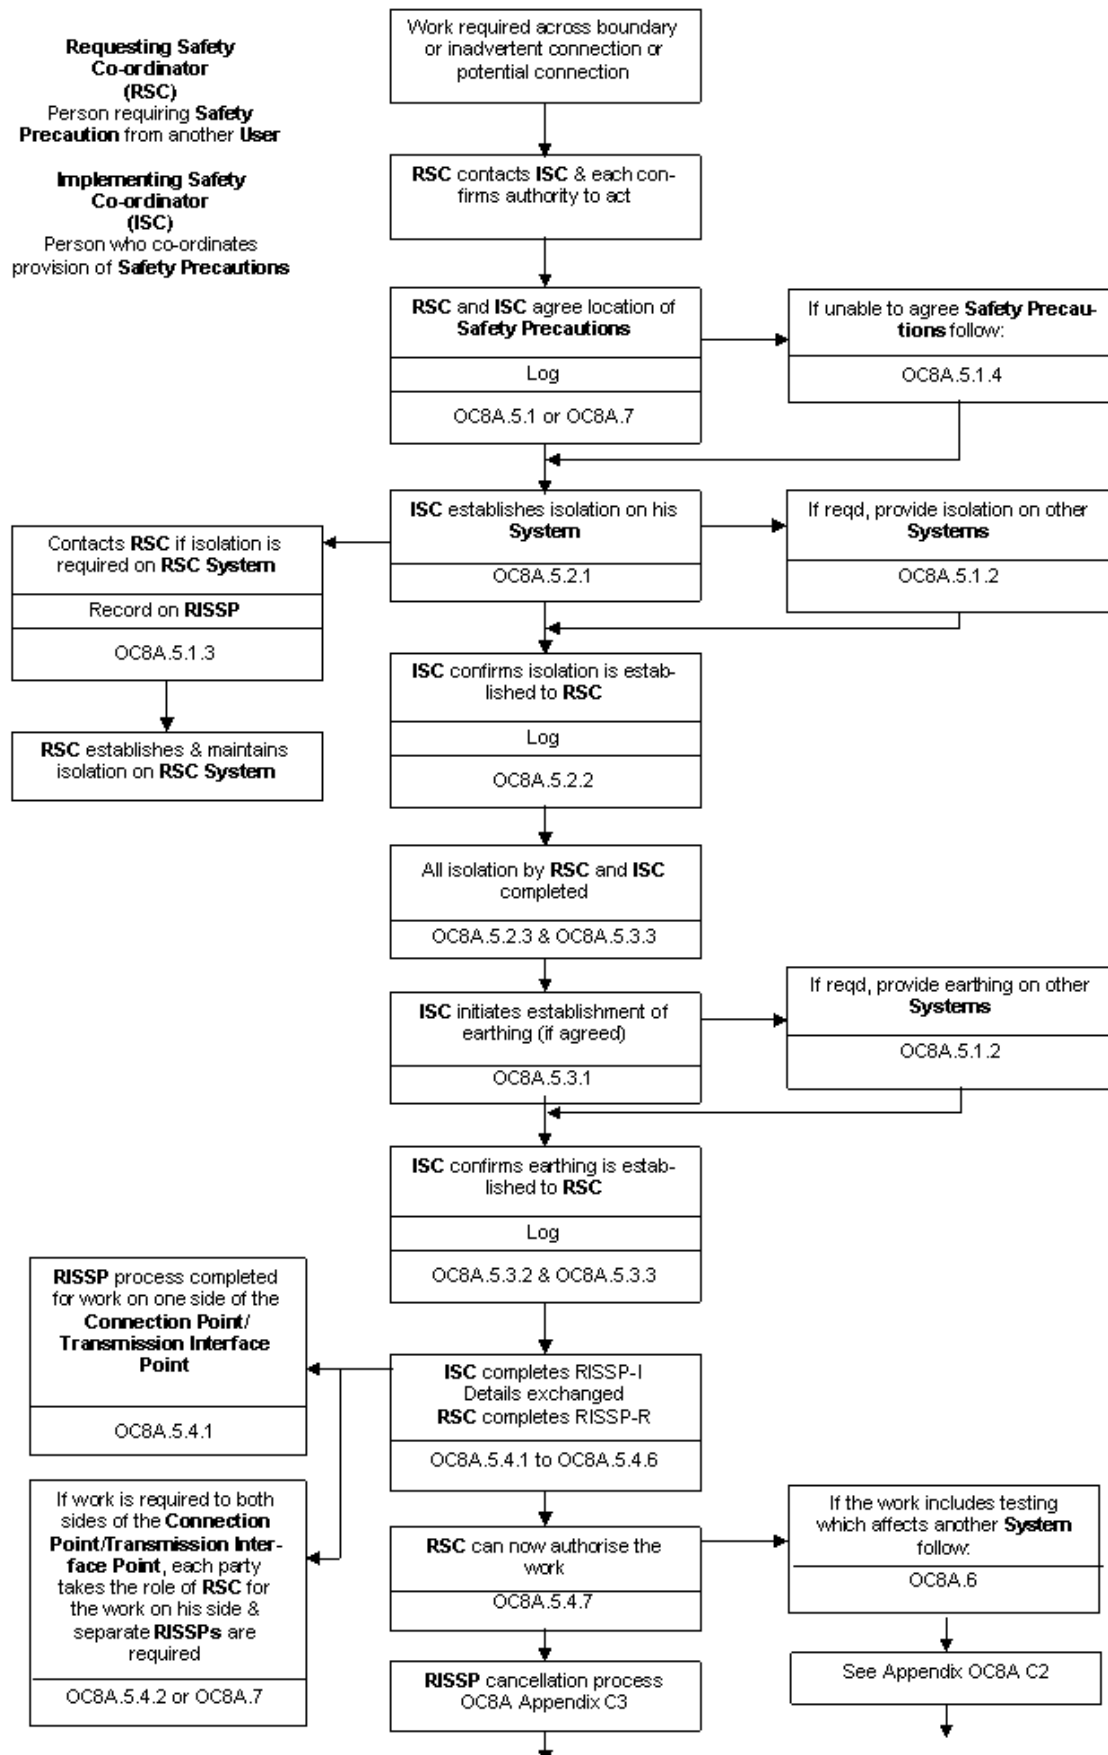 Requesting Safety
Co-ordinator
(RSC)
Person requiring Safety
Precaution from another User
Implementing Safety
Co-ordinator
(ISC)
Person who co-ordinates
provision of Safety Precautions
Work required across boundary
or inadvertent connection or
potential connection
RSC contacts ISC & each con-
firms authority to act
RSC and ISC agree location of
Safety Precautions
Log
OC8A.5.1 or OC8A.7
If unable to agree Safety Precau-
tions follow:
OC8A.5.1.4
ISC establishes isolation on his
System
OC8A.5.2.1
If reqd, provide isolation on other
Systems
OC8A.5.1.2
Contacts RSC if isolation is
required on RSC System
Record on RISSP
OC8A.5.1.3
RSC establishes & maintains
isolation on RSC System
ISC confirms isolation is estab-
lished to RSC
Log
OC8A.5.2.2
All isolation by RSC and ISC
completed
OC8A.5.2.3 & OC8A.5.3.3
ISC initiates establishment of
earthing (if agreed)
OC8A.5.3.1
If reqd, provide earthing on other
Systems
OC8A.5.1.2
ISC confirms earthing is estab-
lished to RSC
Log
OC8A.5.3.2 & OC8A.5.3.3
RISSP process completed
for work on one side of the
Connection Point/
Transmission Interface
Point
OC8A.5.4.1
ISC completes RISSP-I
Details exchanged
RSC completes RISSP-R
OC8A.5.4.1 to OC8A.5.4.6
If work is required to both
sides of the Connection
Point/Transmission Inter-
face Point, each party
takes the role of RSC for
the work on his side &
separate RISSPs are
required
OC8A.5.4.2 or OC8A.7
RSC can now authorise the
work
OC8A.5.4.7
If the work includes testing
which affects another System
follow:
OC8A.6
RISSP cancellation process
OC8A Appendix C3
See Appendix OC8A C2